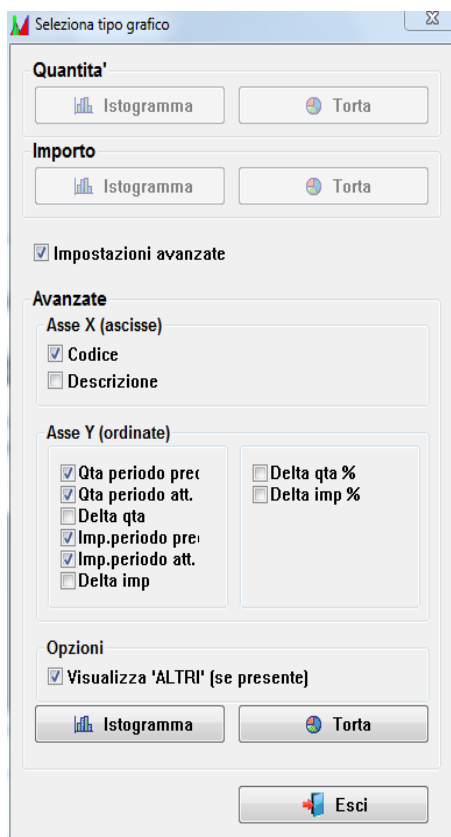 Seleziona tipo grafico
Quantita'
Istogramma
Torta
Importo
Istogramma
Torta
Impostazioni avanzate
Avanzate
Asse X (ascisse)
Codice
Descrizione
Asse Y (ordinate)
Qta periodo prec
Qta periodo att.
Delta qta
Imp.periodo pre
Imp.periodo att.
Delta imp
Delta qta %
Delta imp %
Opzioni
Visualizza 'ALTRI' (se presente)
Istogramma
Torta
Esci